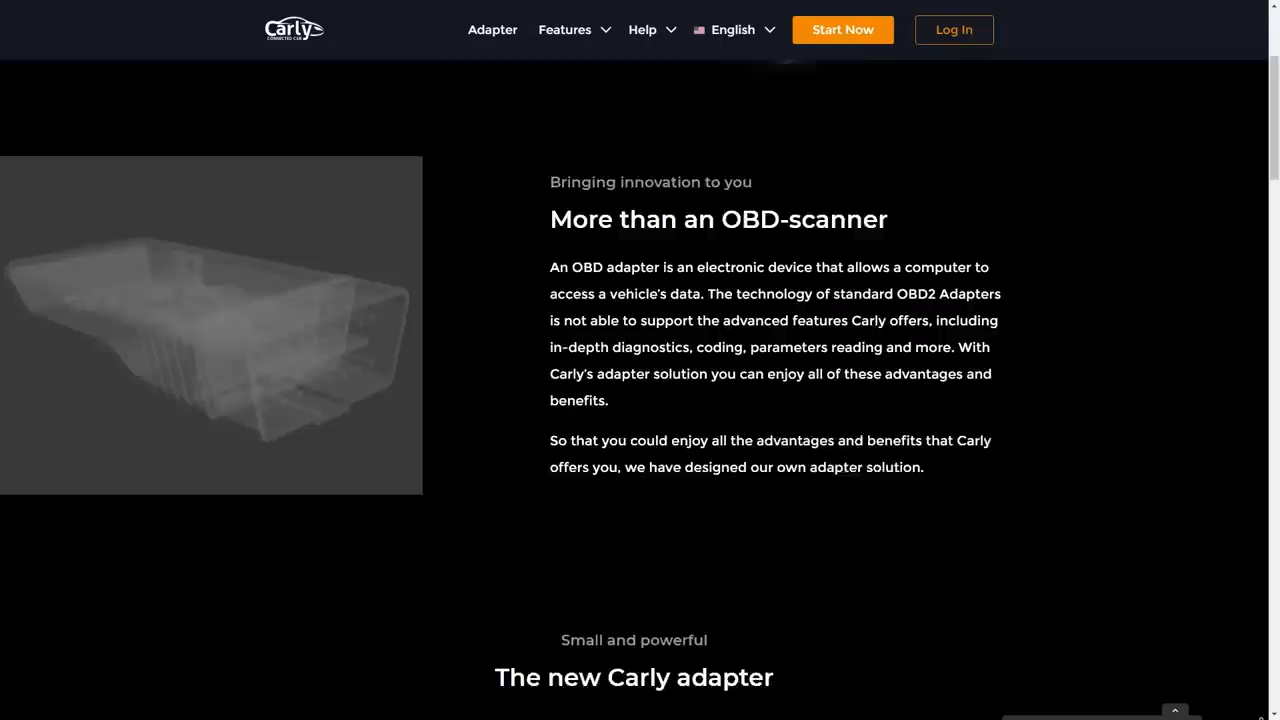 Carly
CONNECTED CAR
Adapter
Features
Help
English
Start Now
Log In
Bringing innovation to you
More than an OBD-scanner
An OBD adapter is an electronic device that allows a computer to
access a vehicle's data. The technology of standard OBD2 Adapters
is not able to support the advanced features Carly offers, including
in-depth diagnostics, coding, parameters reading and more. With
Carly's adapter solution you can enjoy all of these advantages and
benefits.
So that you could enjoy all the advantages and benefits that Carly
offers you, we have designed our own adapter solution.
Small and powerful
The new Carly adapter